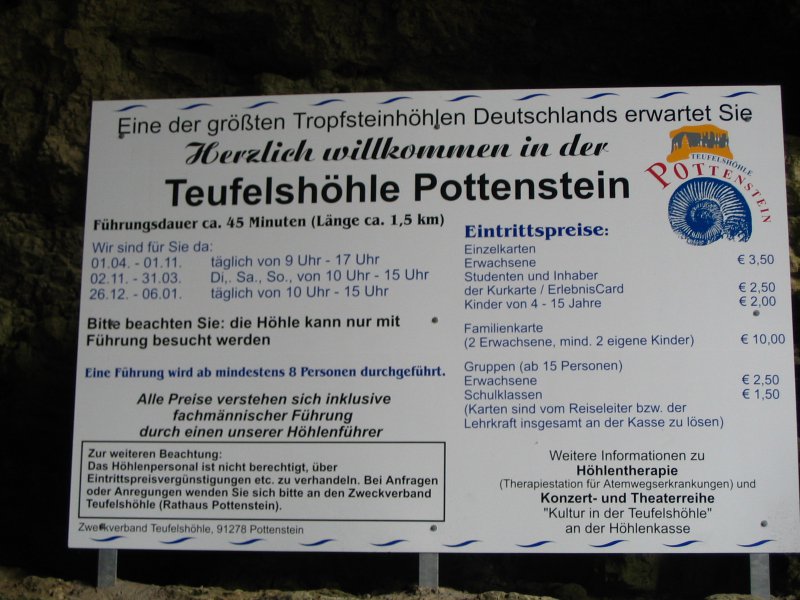 Eine der größten Tropfsteinhöhlen Deutschlands erwartet Sie
Herzlich willkommen in der
Teufelshöhle Pottenstein
TEUFELSHÖHLE
POTTENSTEIN
Führungsdauer ca. 45 Minuten (Länge ca. 1,5 km)
Wir sind für Sie da:
01.04. - 01.11. täglich von 9 Uhr - 17 Uhr
02.11. - 31.03. Di,. Sa., So., von 10 Uhr - 15 Uhr
26.12. - 06.01. täglich von 10 Uhr - 15 Uhr
Bitte beachten Sie: die Höhle kann nur mit
Führung besucht werden
Eine Führung wird ab mindestens 8 Personen durchgeführt.
Alle Preise verstehen sich inklusive
fachmännischer Führung
durch einen unserer Höhlenführer
Zur weiteren Beachtung:
Das Höhlenpersonal ist nicht berechtigt, über
Eintrittspreisvergünstigungen etc. zu verhandeln. Bei Anfragen
oder Anregungen wenden Sie sich bitte an den Zweckverband
Teufelshöhle (Rathaus Pottenstein).
Zweckverband Teufelshöhle, 91278 Pottenstein
Eintrittspreise:
Einzelkarten
Erwachsene € 3,50
Studenten und Inhaber
der Kurkarte / ErlebnisCard € 2,50
Kinder von 4 - 15 Jahre € 2,00
Familienkarte
(2 Erwachsene, mind. 2 eigene Kinder) € 10,00
Gruppen (ab 15 Personen)
Erwachsene € 2,50
Schulklassen € 1,50
(Karten sind vom Reiseleiter bzw. der
Lehrkraft insgesamt an der Kasse zu lösen)
Weitere Informationen zu
Höhlentherapie
(Therapiestation für Atemwegserkrankungen) und
Konzert- und Theaterreihe
"Kultur in der Teufelshöhle"
an der Höhlenkasse